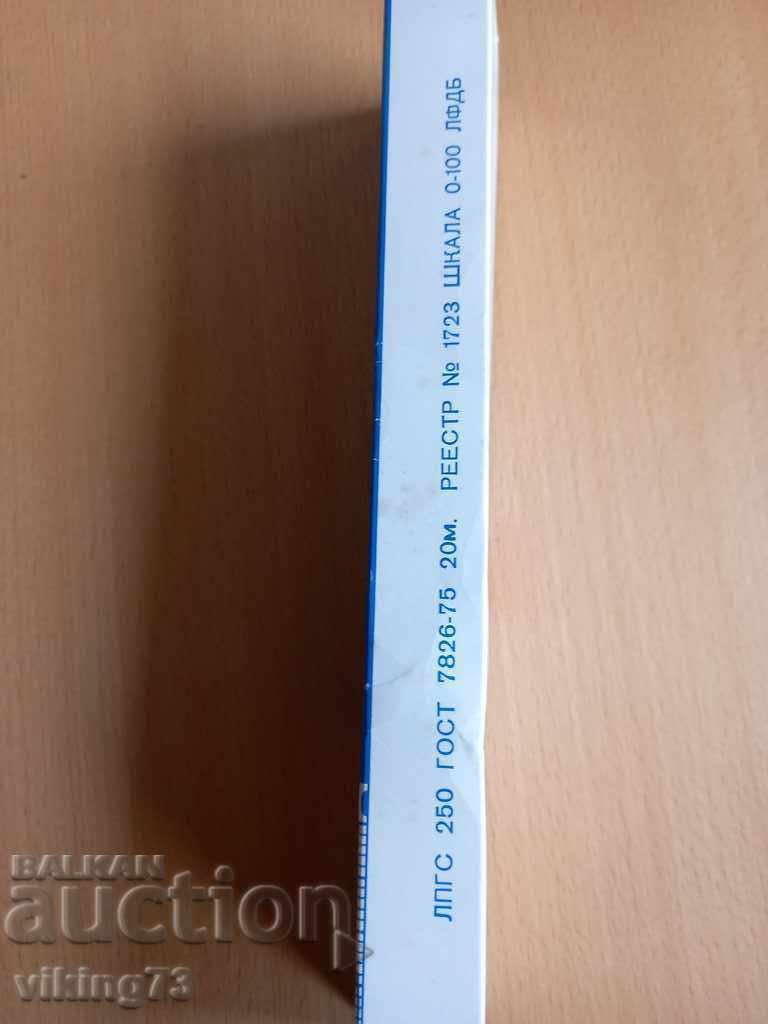 ЛПГС 250 ГОСТ 7826-75 20м. РЕЕСТР № 1723 ШКАЛА 0-100 ЛФДБ
BALKAN
auction
viking73